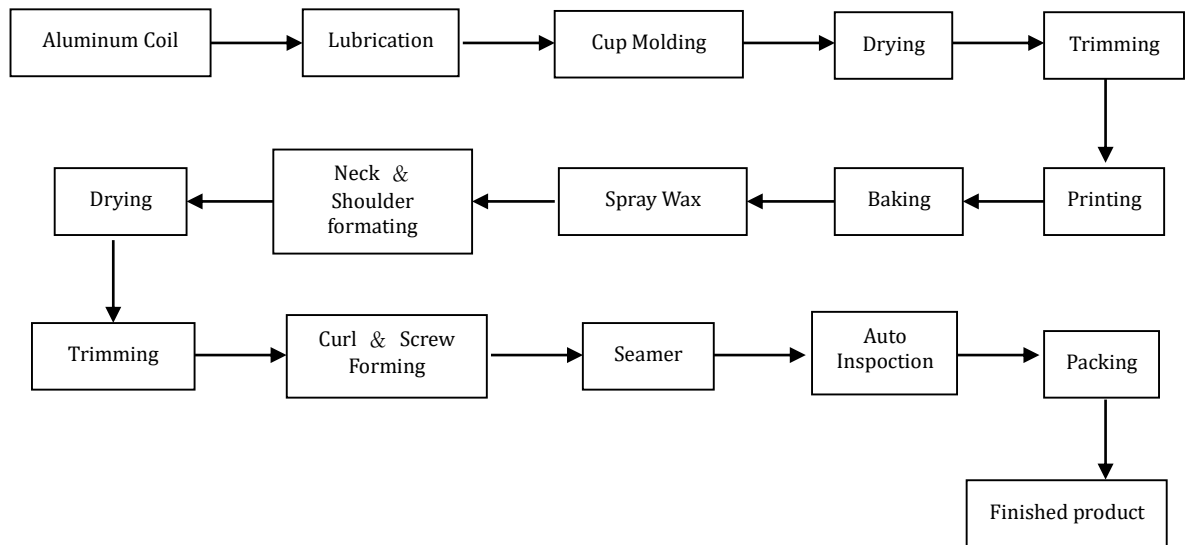 Aluminum Coil
Lubrication
Cup Molding
Drying
Trimming
Printing
Baking
Spray Wax
Neck & 
Shoulder
formating
Drying
Trimming
Curl & Screw
Forming
Seamer
Auto
Inspoction
Packing
Finished product